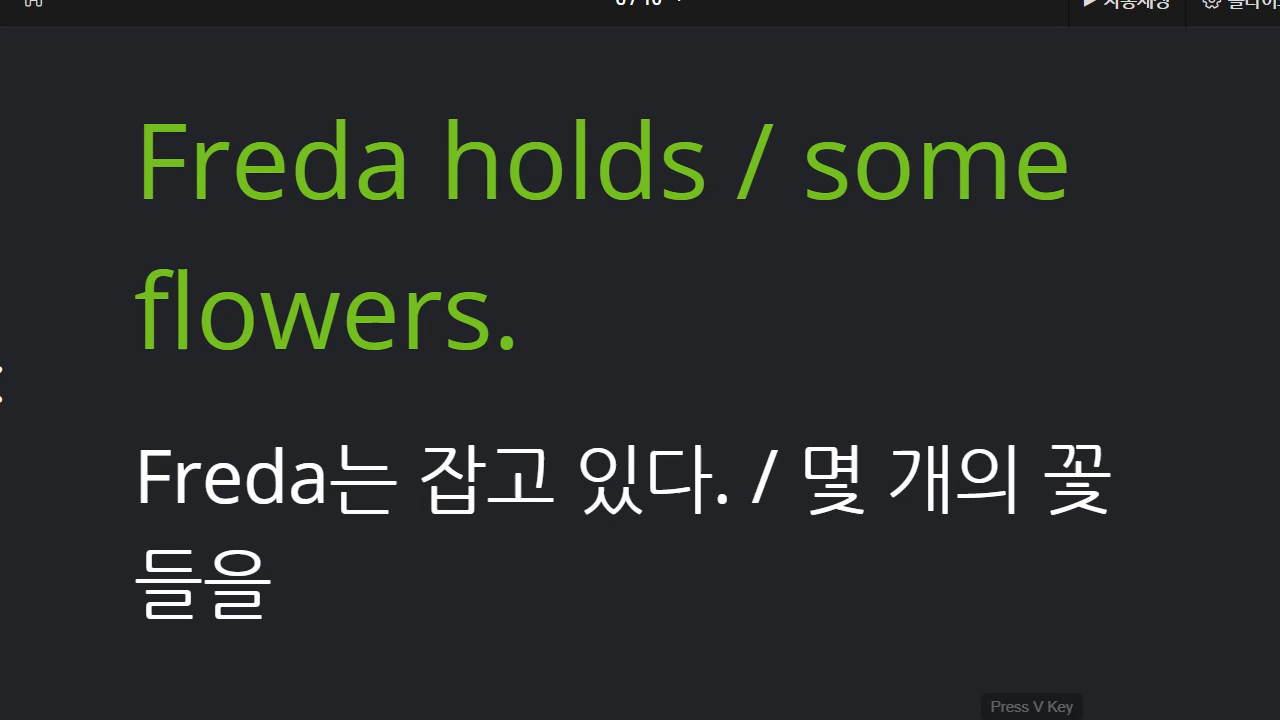 Freda holds / some
flowers.
Freda는 잡고 있다. / 몇 개의 꽃
들을
Press V Key